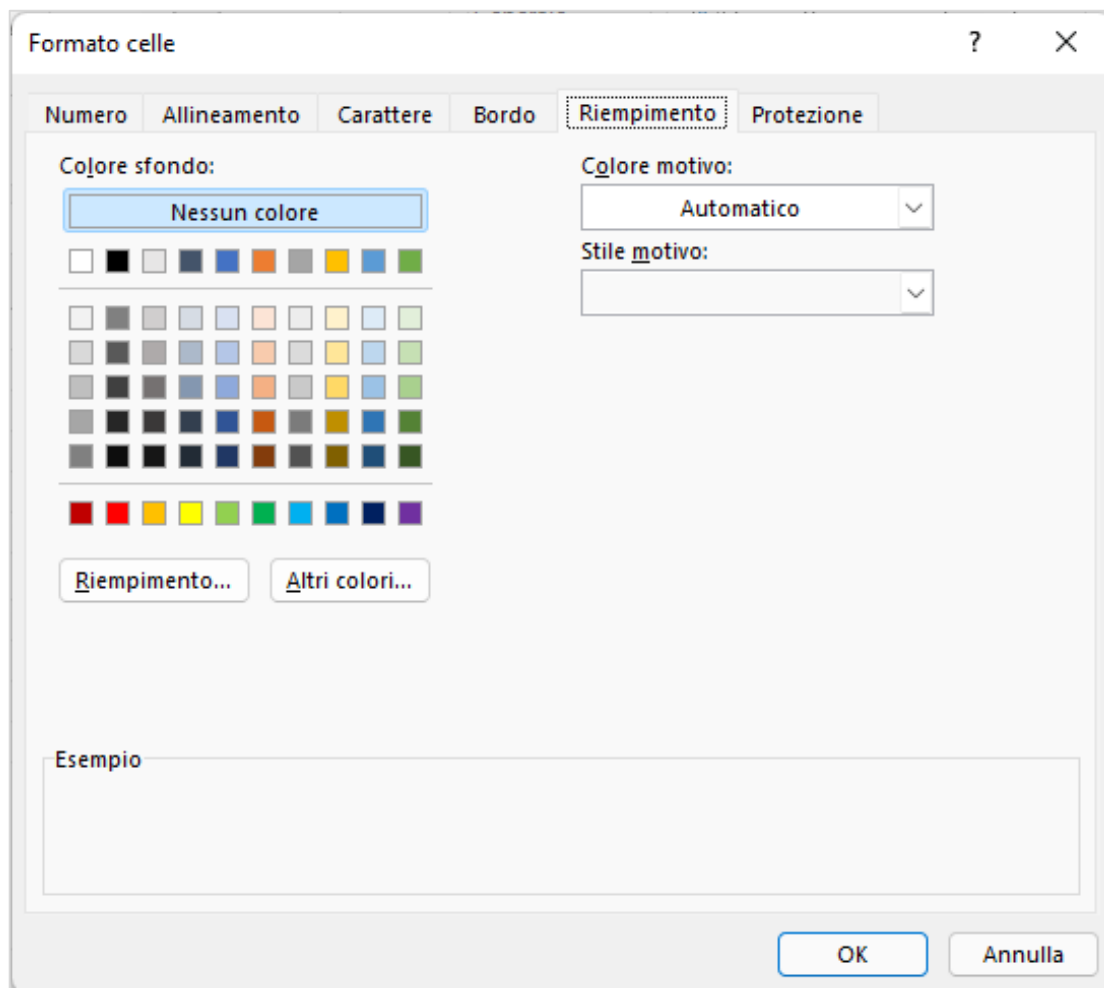 Formato celle
?
Numero
Allineamento
Carattere
Bordo
Riempimento
Protezione
Colore sfondo:
Nessun colore
Colore motivo:
Automatico
Stile motivo:
Riempimento...
Altri colori...
Esempio
OK
Annulla